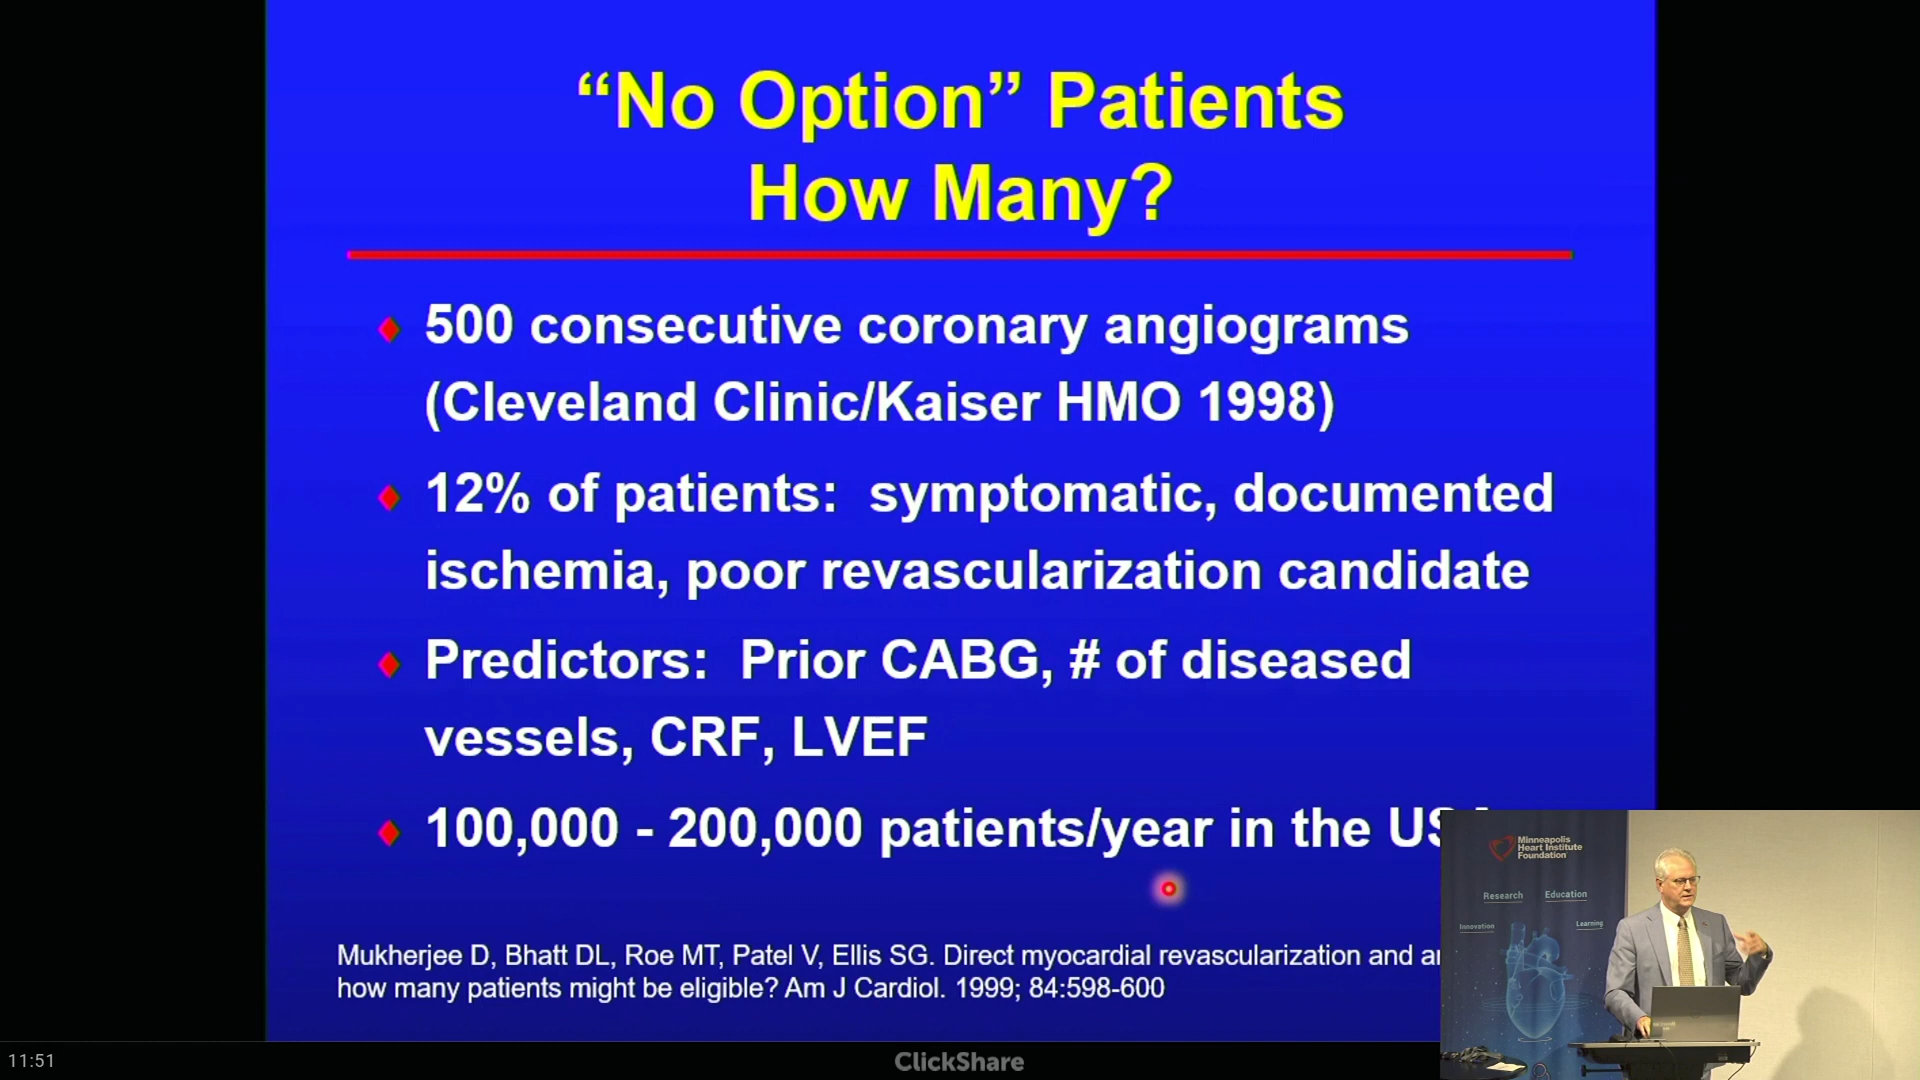 “No Option” Patients
How Many?
500 consecutive coronary angiograms
(Cleveland Clinic/Kaiser HMO 1998)
12% of patients: symptomatic, documented
ischemia, poor revascularization candidate
Predictors: Prior CABG, # of diseased
vessels, CRF, LVEF
100,000 - 200,000 patients/year in the
Mukherjee D, Bhatt DL, Roe MT, Patel V, Ellis SG. Direct myocardial revascularization and
how many patients might be eligible? Am J Cardiol. 1999; 84:598-600
Minneapolis
Heart Institute
Foundation
Research Education
Innovation Learning
11:51
ClickShare